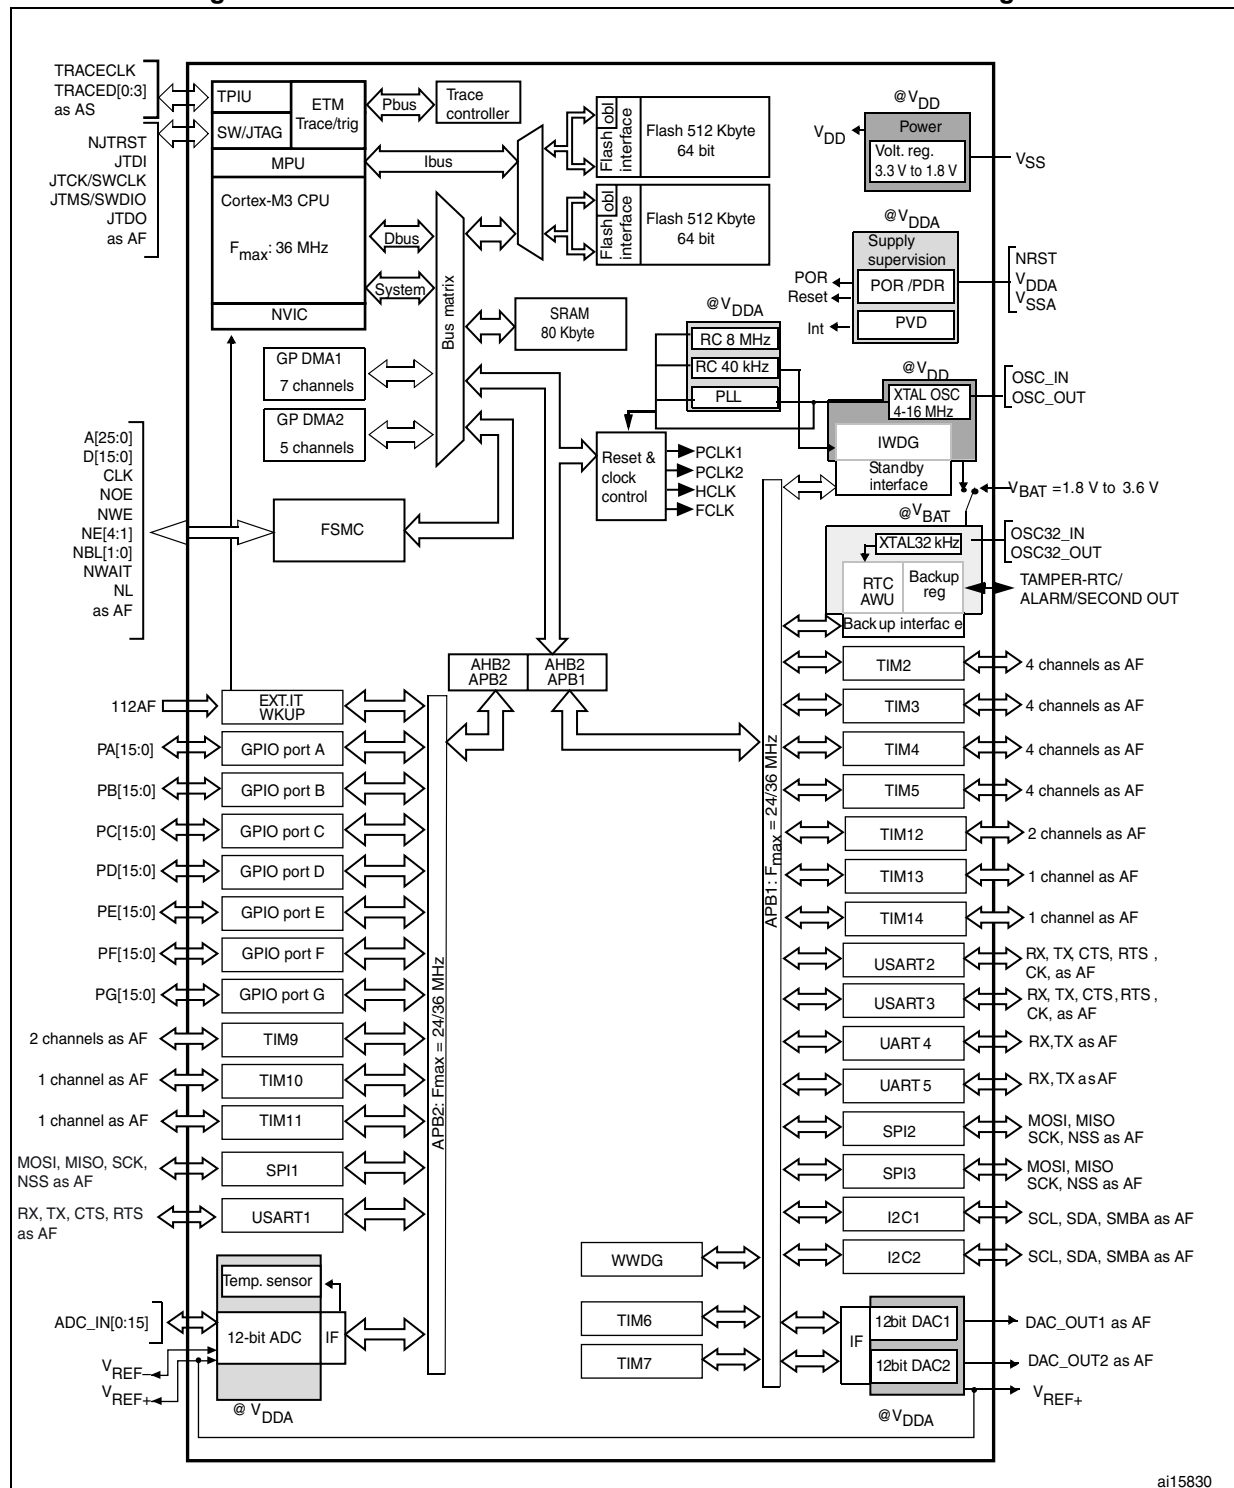 TRACECLK
TRACED[0:3]
as AS
NJTRST
JTDI
JTCK/SWCLK
JTMS/SWDIO
JTDO
as AF
TPIU
ETM
Trace/trig
SW/JTAG
MPU
Cortex-M3 CPU
Fmax: 36 MHz
NVIC
Pbus
Trace
controller
Ibus
Dbus
System
Bus matrix
Flash obl
interface
Flash 512 Kbyte
64 bit
Flash obl
interface
Flash 512 Kbyte
64 bit
SRAM
80 Kbyte
GP DMA1
7 channels
GP DMA2
5 channels
@VDD
VDD
Power
Volt. reg.
3.3 V to 1.8 V
VSS
@VDDA
Supply
supervision
POR
Reset
Int
POR /PDR
PVD
NRST
VDDA
VSSA
@VDDA
RC 8 MHz
RC 40 kHz
PLL
@VDD
XTAL OSC
4-16 MHz
IWDG
Standby
interface
OSC_IN
OSC_OUT
Reset &
clock
control
PCLK1
PCLK2
HCLK
FCLK
VBAT =1.8 V to 3.6 V
@VBAT
XTAL32 kHz
OSC32_IN
OSC32_OUT
RTC
AWU
Backup
reg
Backup interface
TAMPER-RTC/
ALARM/SECOND OUT
A[25:0]
D[15:0]
CLK
NOE
NWE
NE[4:1]
NBL[1:0]
NWAIT
NL
as AF
FSMC
AHB2
APB2
AHB2
APB1
112AF
EXT.IT
WKUP
PA[15:0]
GPIO port A
PB[15:0]
GPIO port B
PC[15:0]
GPIO port C
PD[15:0]
GPIO port D
PE[15:0]
GPIO port E
PF[15:0]
GPIO port F
PG[15:0]
GPIO port G
2 channels as AF
TIM9
1 channel as AF
TIM10
1 channel as AF
TIM11
MOSI, MISO, SCK,
NSS as AF
SPI1
RX, TX, CTS, RTS
as AF
USART1
APB2: Fmax = 24/36 MHz
Temp. sensor
ADC_IN[0:15]
12-bit ADC
IF
VREF–
VREF+
@ VDDA
APB1: Fmax = 24/36 MHz
TIM2
4 channels as AF
TIM3
4 channels as AF
TIM4
4 channels as AF
TIM5
4 channels as AF
TIM12
2 channels as AF
TIM13
1 channel as AF
TIM14
1 channel as AF
USART2
RX, TX, CTS, RTS,
CK, as AF
USART3
RX, TX, CTS, RTS,
CK, as AF
UART4
RX,TX as AF
UART5
RX, TX as AF
SPI2
MOSI, MISO
SCK, NSS as AF
SPI3
MOSI, MISO
SCK, NSS as AF
I2C1
SCL, SDA, SMBA as AF
I2C2
SCL, SDA, SMBA as AF
WWDG
TIM6
TIM7
IF
12bit DAC1
DAC_OUT1 as AF
12bit DAC2
DAC_OUT2 as AF
VREF+
@VDDA
ai15830